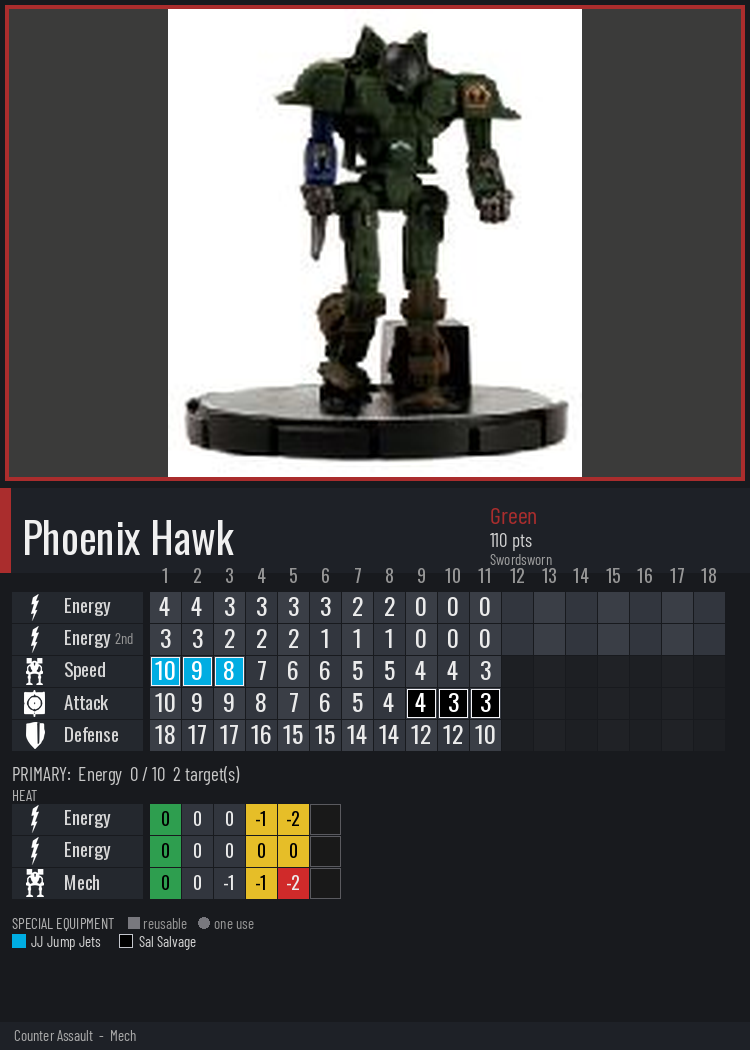 Phoenix Hawk
Green
110 pts
Swordsworn
1 2 3 4 5 6 7 8 9 10 11 12 13 14 15 16 17 18
Energy 4 4 3 3 3 3 2 2 0 0 0
Energy 2nd 3 3 2 2 2 1 1 1 0 0 0
Speed 10 9 8 7 6 6 5 5 4 4 3
Attack 10 9 9 8 7 6 5 4 4 3 3
Defense 18 17 17 16 15 15 14 14 12 12 10
PRIMARY: Energy 0 / 10 2 target(s)
HEAT
Energy 0 0 0 -1 -2
Energy 0 0 0 0 0
Mech 0 0 -1 -1 -2
SPECIAL EQUIPMENT reusable one use
JJ Jump Jets Sal Salvage
Counter Assault - Mech